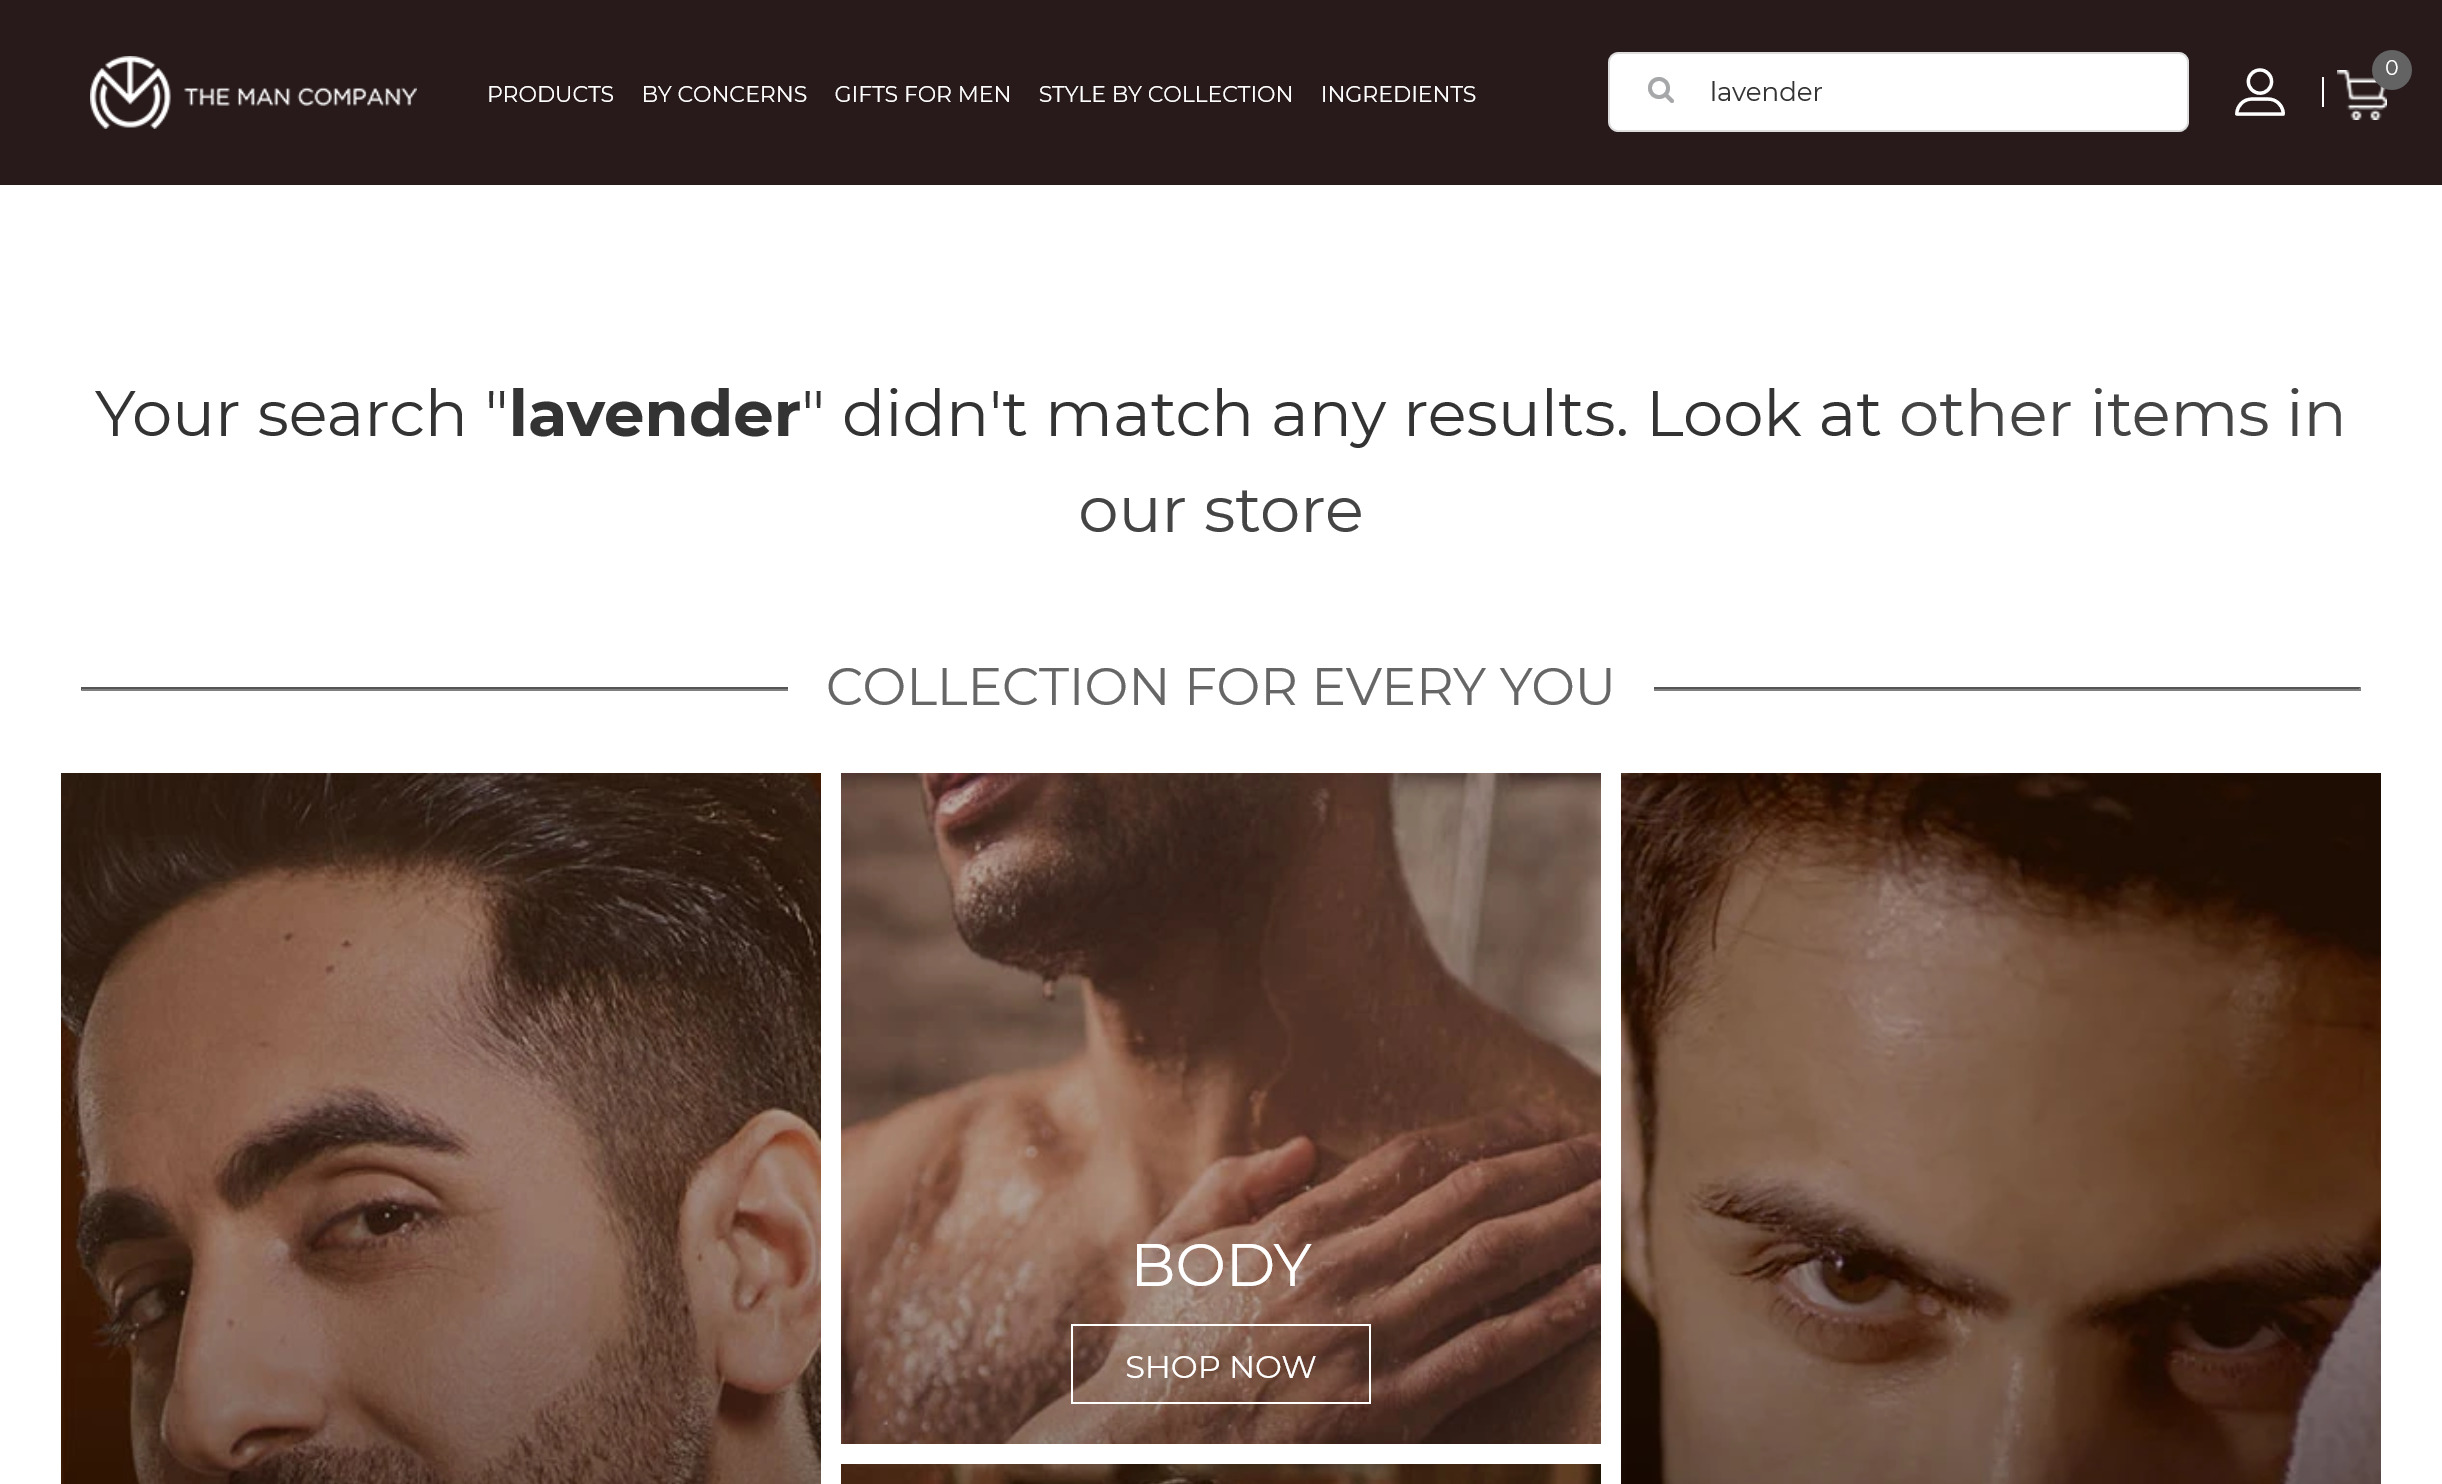 THE MAN COMPANY
PRODUCTS
BY CONCERNS
GIFTS FOR MEN
STYLE BY COLLECTION
INGREDIENTS
lavender
0
Your search "lavender" didn't match any results. Look at other items in
our store
COLLECTION FOR EVERY YOU
BODY
SHOP NOW